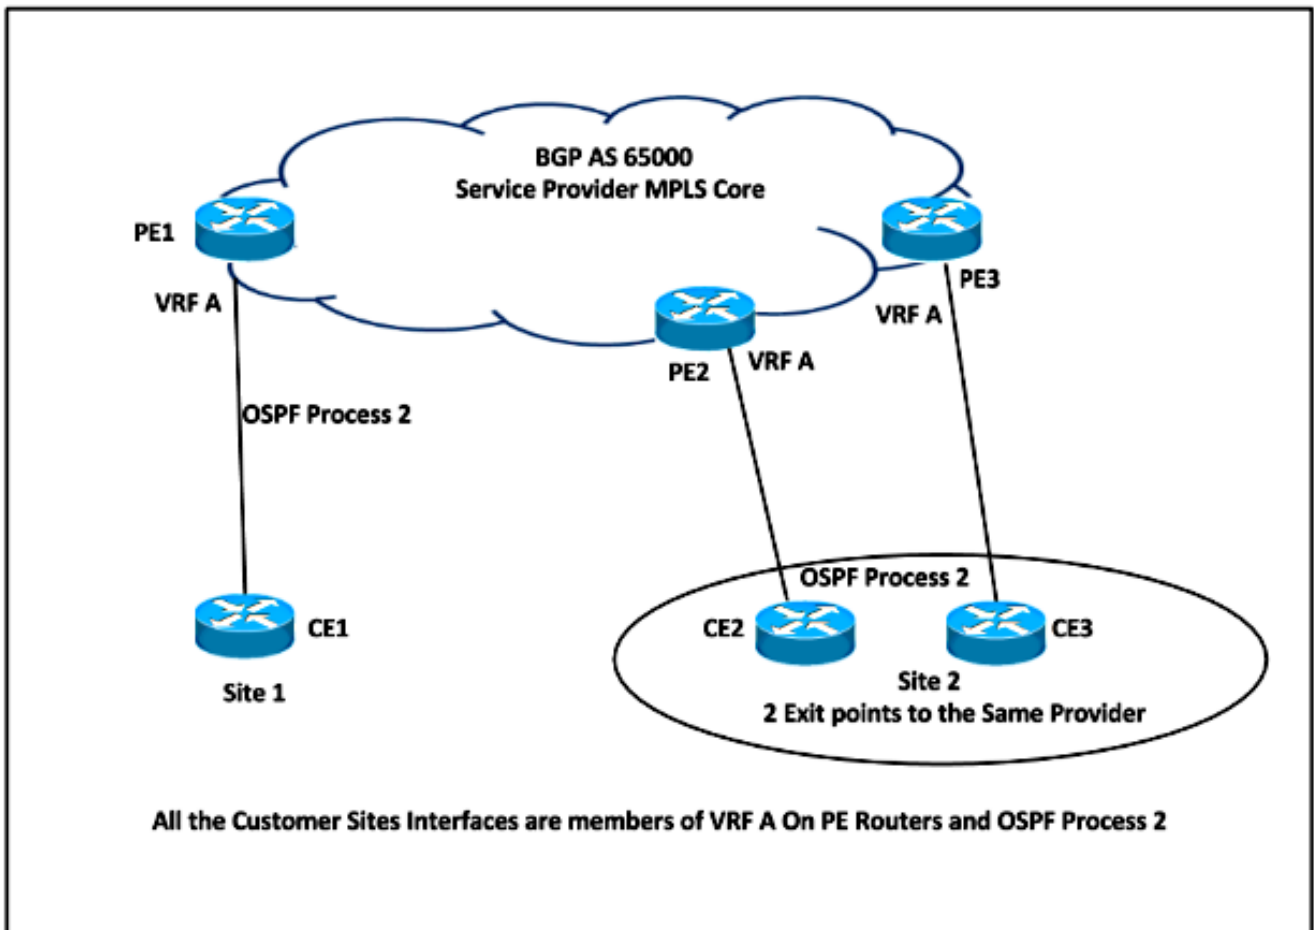 BGP AS 65000
Service Provider MPLS Core
PE1
PE3
VRF A
VRF A
PE2
VRF A
OSPF Process 2
OSPF Process 2
CE1
CE2
CE3
Site 1
Site 2
2 Exit points to the Same Provider
All the Customer Sites Interfaces are members of VRF A On PE Routers and OSPF Process 2